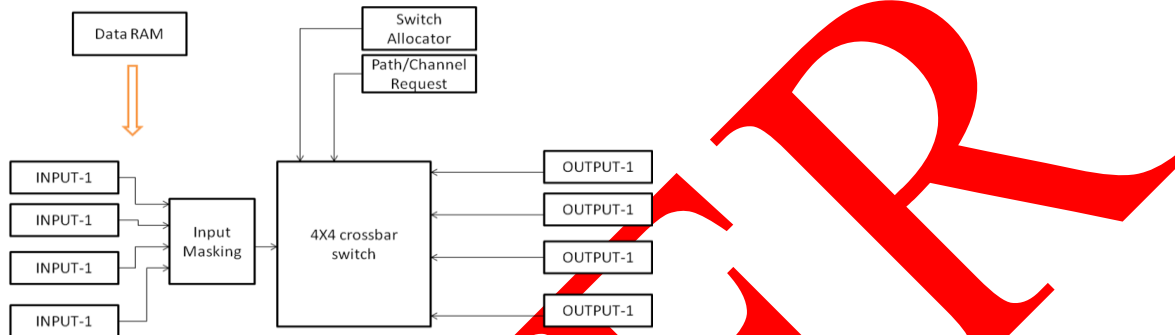 Data RAM
Switch
Allocator
Path/Channel
Request
INPUT-1
INPUT-1
INPUT-1
INPUT-1
Input
Masking
4X4 crossbar
switch
OUTPUT-1
OUTPUT-1
OUTPUT-1
OUTPUT-1
R